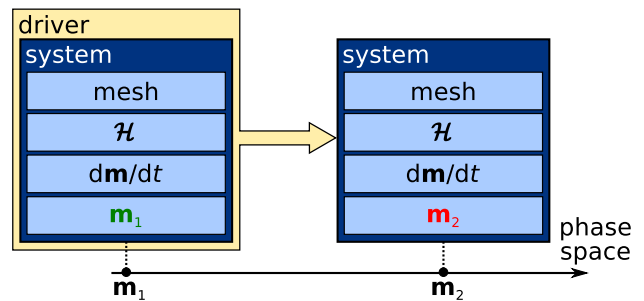 driver
system
mesh
ℋ
dm/dt
m₁
system
mesh
ℋ
dm/dt
m₂
phase
space
m₁
m₂